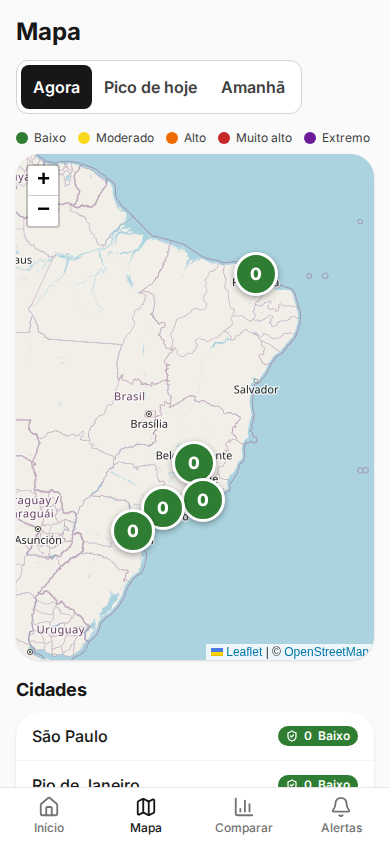 Mapa
Agora Pico de hoje Amanhã
Baixo Moderado Alto Muito alto Extremo
+
−
aus
0
Salvador
Brasil
Brasília
0
0
0
0
Asunción
Uruguay
Leaflet | © OpenStreetMap
Cidades
São Paulo 0 Baixo
Rio de Janeiro 0 Baixo
Início Mapa Comparar Alertas